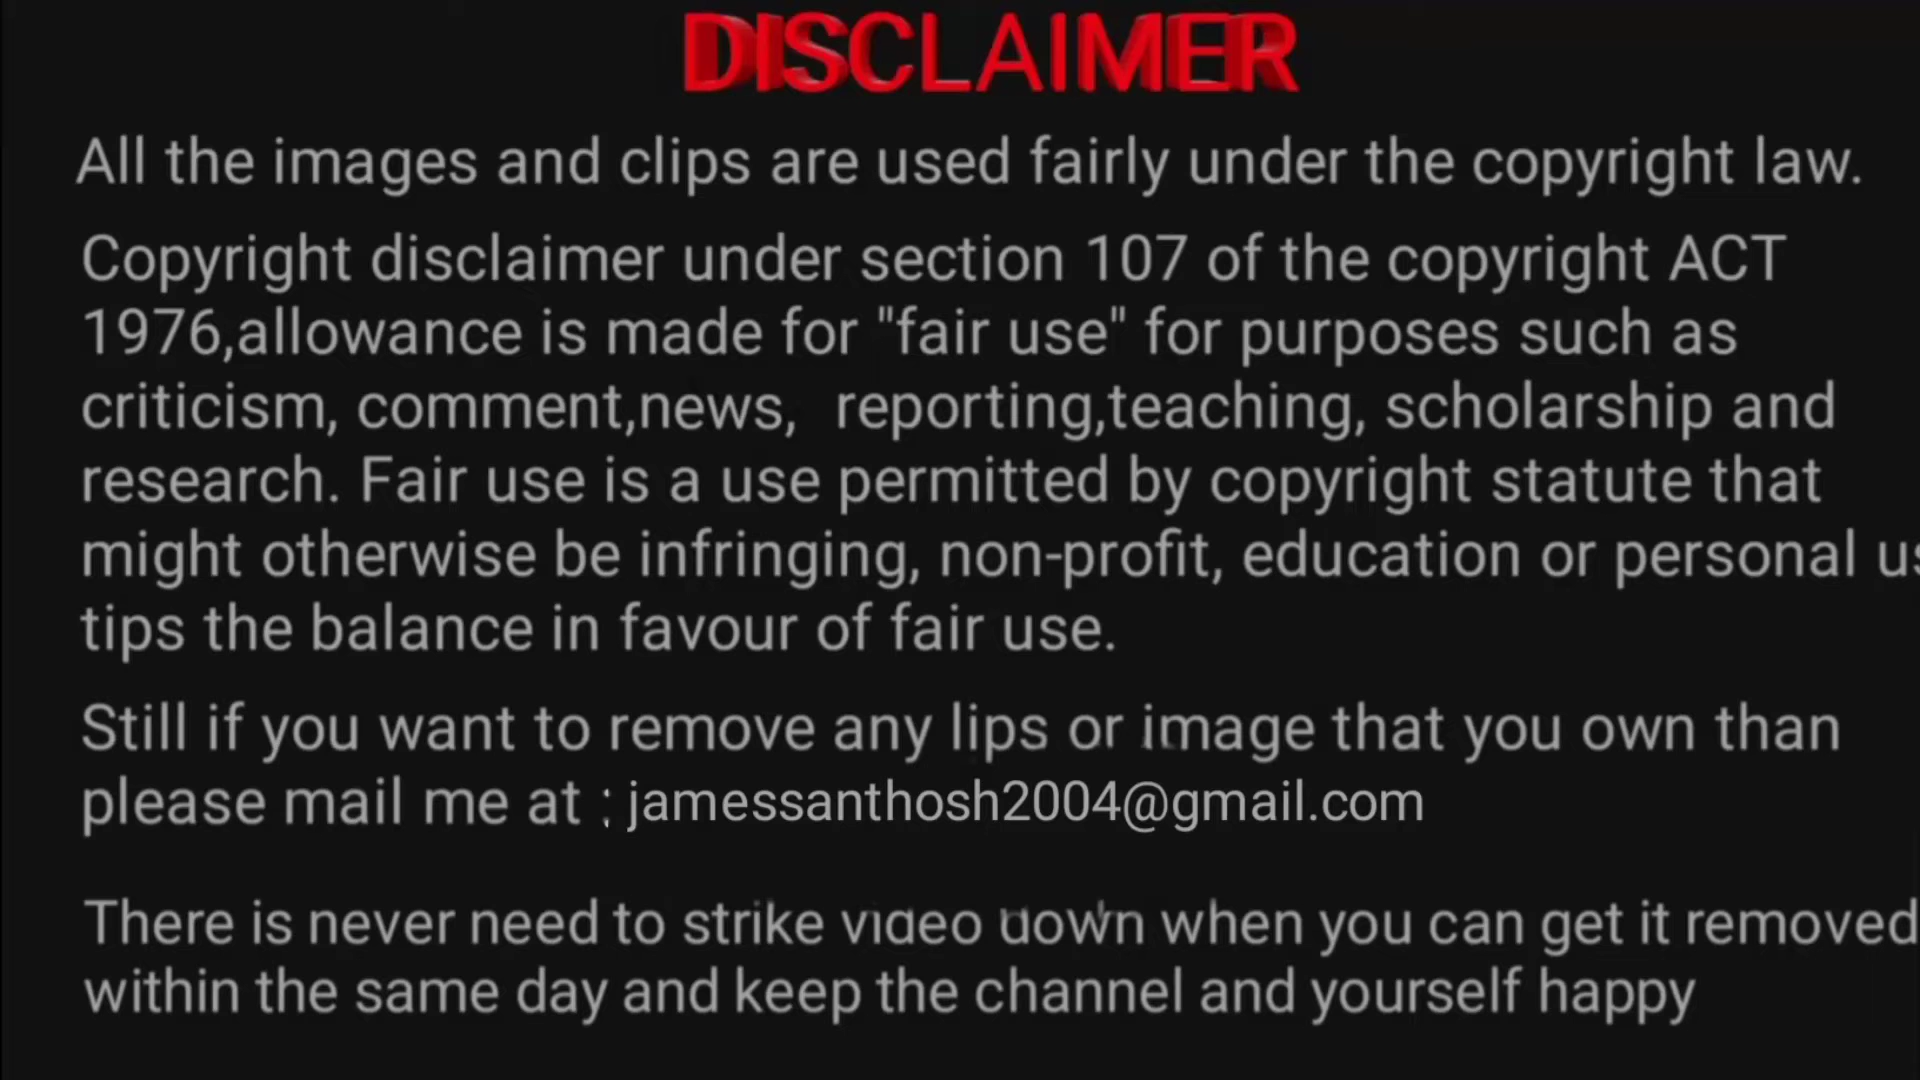 DISCLAIMER
All the images and clips are used fairly under the copyright law.
Copyright disclaimer under section 107 of the copyright ACT
1976,allowance is made for "fair use" for purposes such as
criticism, comment,news, reporting,teaching, scholarship and
research. Fair use is a use permitted by copyright statute that
might otherwise be infringing, non-profit, education or personal us
tips the balance in favour of fair use.
Still if you want to remove any lips or image that you own than
please mail me at : jamessanthosh2004@gmail.com
There is never need to strike video down when you can get it removed
within the same day and keep the channel and yourself happy